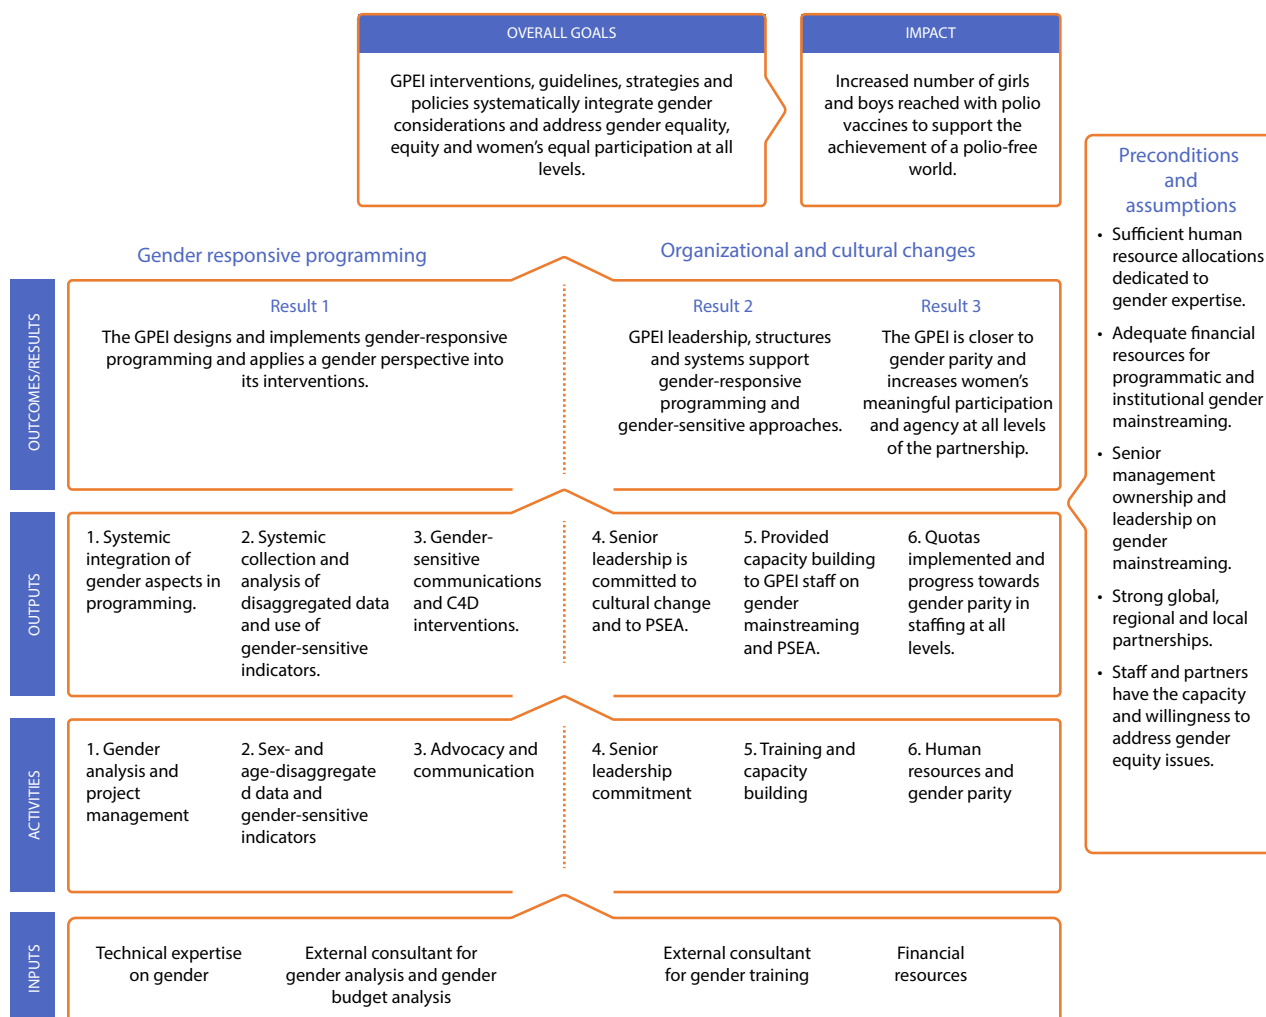 OVERALL GOALS
GPEI interventions, guidelines, strategies and
policies systematically integrate gender
considerations and address gender equality,
equity and women’s equal participation at all
levels.
IMPACT
Increased number of girls
and boys reached with polio
vaccines to support the
achievement of a polio-free
world.
Preconditions
and
assumptions
• Sufficient human
resource allocations
dedicated to
gender expertise.
• Adequate financial
resources for
programmatic and
institutional gender
mainstreaming.
• Senior
management
ownership and
leadership on
gender
mainstreaming.
• Strong global,
regional and local
partnerships.
• Staff and partners
have the capacity
and willingness to
address gender
equity issues.
Gender responsive programming
Organizational and cultural changes
OUTCOMES/RESULTS
Result 1
The GPEI designs and implements gender-responsive
programming and applies a gender perspective into
its interventions.
Result 2
GPEI leadership, structures
and systems support
gender-responsive
programming and
gender-sensitive approaches.
Result 3
The GPEI is closer to
gender parity and
increases women’s
meaningful participation
and agency at all levels
of the partnership.
OUTPUTS
1. Systemic
integration of
gender aspects in
programming.
2. Systemic
collection and
analysis of
disaggregated data
and use of
gender-sensitive
indicators.
3. Gender-
sensitive
communications
and C4D
interventions.
4. Senior
leadership is
committed to
cultural change
and to PSEA.
5. Provided
capacity building
to GPEI staff on
gender
mainstreaming
and PSEA.
6. Quotas
implemented and
progress towards
gender parity in
staffing at all
levels.
ACTIVITIES
1. Gender
analysis and
project
management
2. Sex- and
age-disaggregate
d data and
gender-sensitive
indicators
3. Advocacy and
communication
4. Senior
leadership
commitment
5. Training and
capacity
building
6. Human
resources and
gender parity
INPUTS
Technical expertise
on gender
External consultant for
gender analysis and gender
budget analysis
External consultant
for gender training
Financial
resources